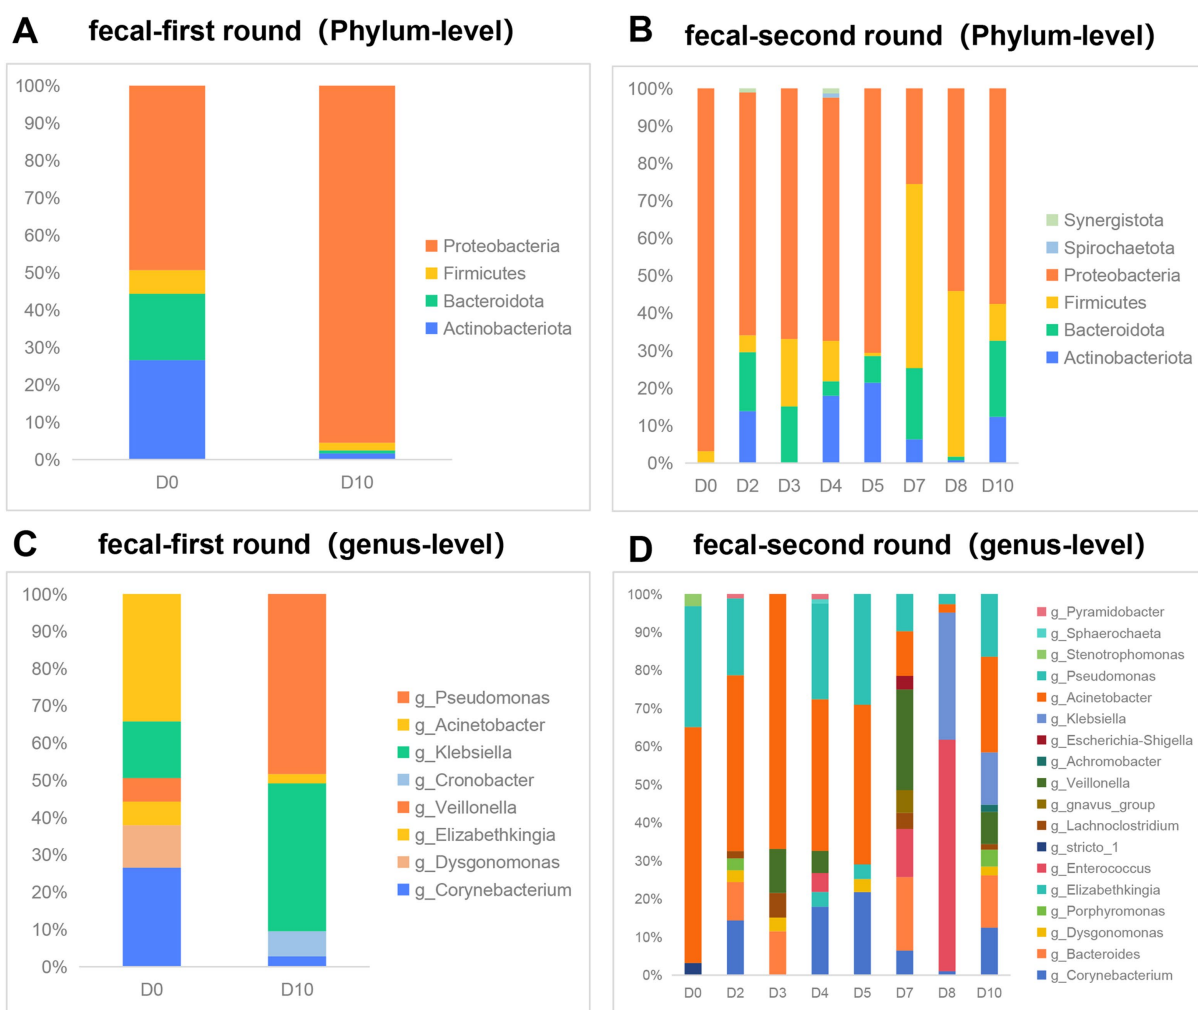 A fecal-first round (Phylum-level)
100%
90%
80%
70%
60%
50%
40%
30%
20%
10%
0%
D0 D10
Proteobacteria
Firmicutes
Bacteroidota
Actinobacteriota
B fecal-second round (Phylum-level)
100%
90%
80%
70%
60%
50%
40%
30%
20%
10%
0%
D0 D2 D3 D4 D5 D7 D8 D10
Synergistota
Spirochaetota
Proteobacteria
Firmicutes
Bacteroidota
Actinobacteriota
C fecal-first round (genus-level)
100%
90%
80%
70%
60%
50%
40%
30%
20%
10%
0%
D0 D10
g_Pseudomonas
g_Acinetobacter
g_Klebsiella
g_Cronobacter
g_Veillonella
g_Elizabethkingia
g_Dysgonomonas
g_Corynebacterium
D fecal-second round (genus-level)
100%
90%
80%
70%
60%
50%
40%
30%
20%
10%
0%
D0 D2 D3 D4 D5 D7 D8 D10
g_Pyramidobacter
g_Sphaerochaeta
g_Stenotrophomonas
g_Pseudomonas
g_Acinetobacter
g_Klebsiella
g_Escherichia-Shigella
g_Achromobacter
g_Veillonella
g_gnavus_group
g_Lachnoclostridium
g_stricto_1
g_Enterococcus
g_Elizabethkingia
g_Porphyromonas
g_Dysgonomonas
g_Bacteroides
g_Corynebacterium